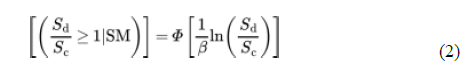 [(S_d/S_c ≥ 1|SM)] = Φ[1/β ln(S_d/S_c)] (2)